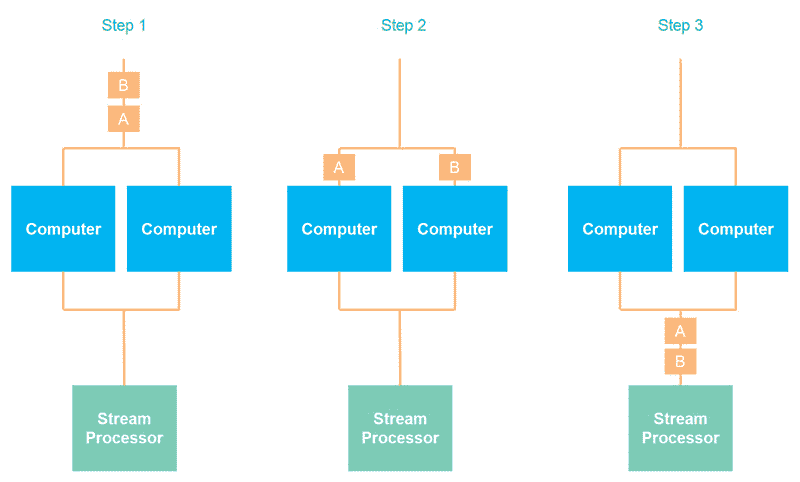 Step 1
Step 2
Step 3
B
A
A
B
Computer
Computer
Computer
Computer
Computer
Computer
A
B
Stream
Processor
Stream
Processor
Stream
Processor